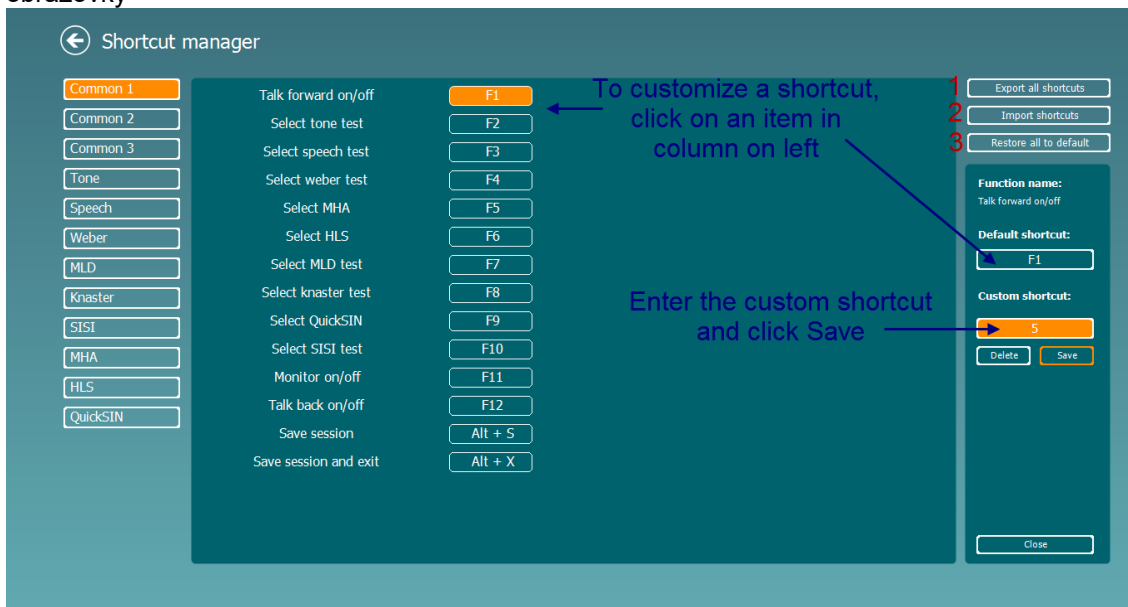 obrazovky
Shortcut manager
Common 1
Common 2
Common 3
Tone
Speech
Weber
MLD
Knaster
SISI
MHA
HLS
QuickSIN
Talk forward on/off F1
Select tone test F2
Select speech test F3
Select weber test F4
Select MHA F5
Select HLS F6
Select MLD test F7
Select knaster test F8
Select QuickSIN F9
Select SISI test F10
Monitor on/off F11
Talk back on/off F12
Save session Alt + S
Save session and exit Alt + X
To customize a shortcut,
click on an item in
column on left
Enter the custom shortcut
and click Save
1 Export all shortcuts
2 Import shortcuts
3 Restore all to default
Function name:
Talk forward on/off
Default shortcut:
F1
Custom shortcut:
S
Delete Save
Close